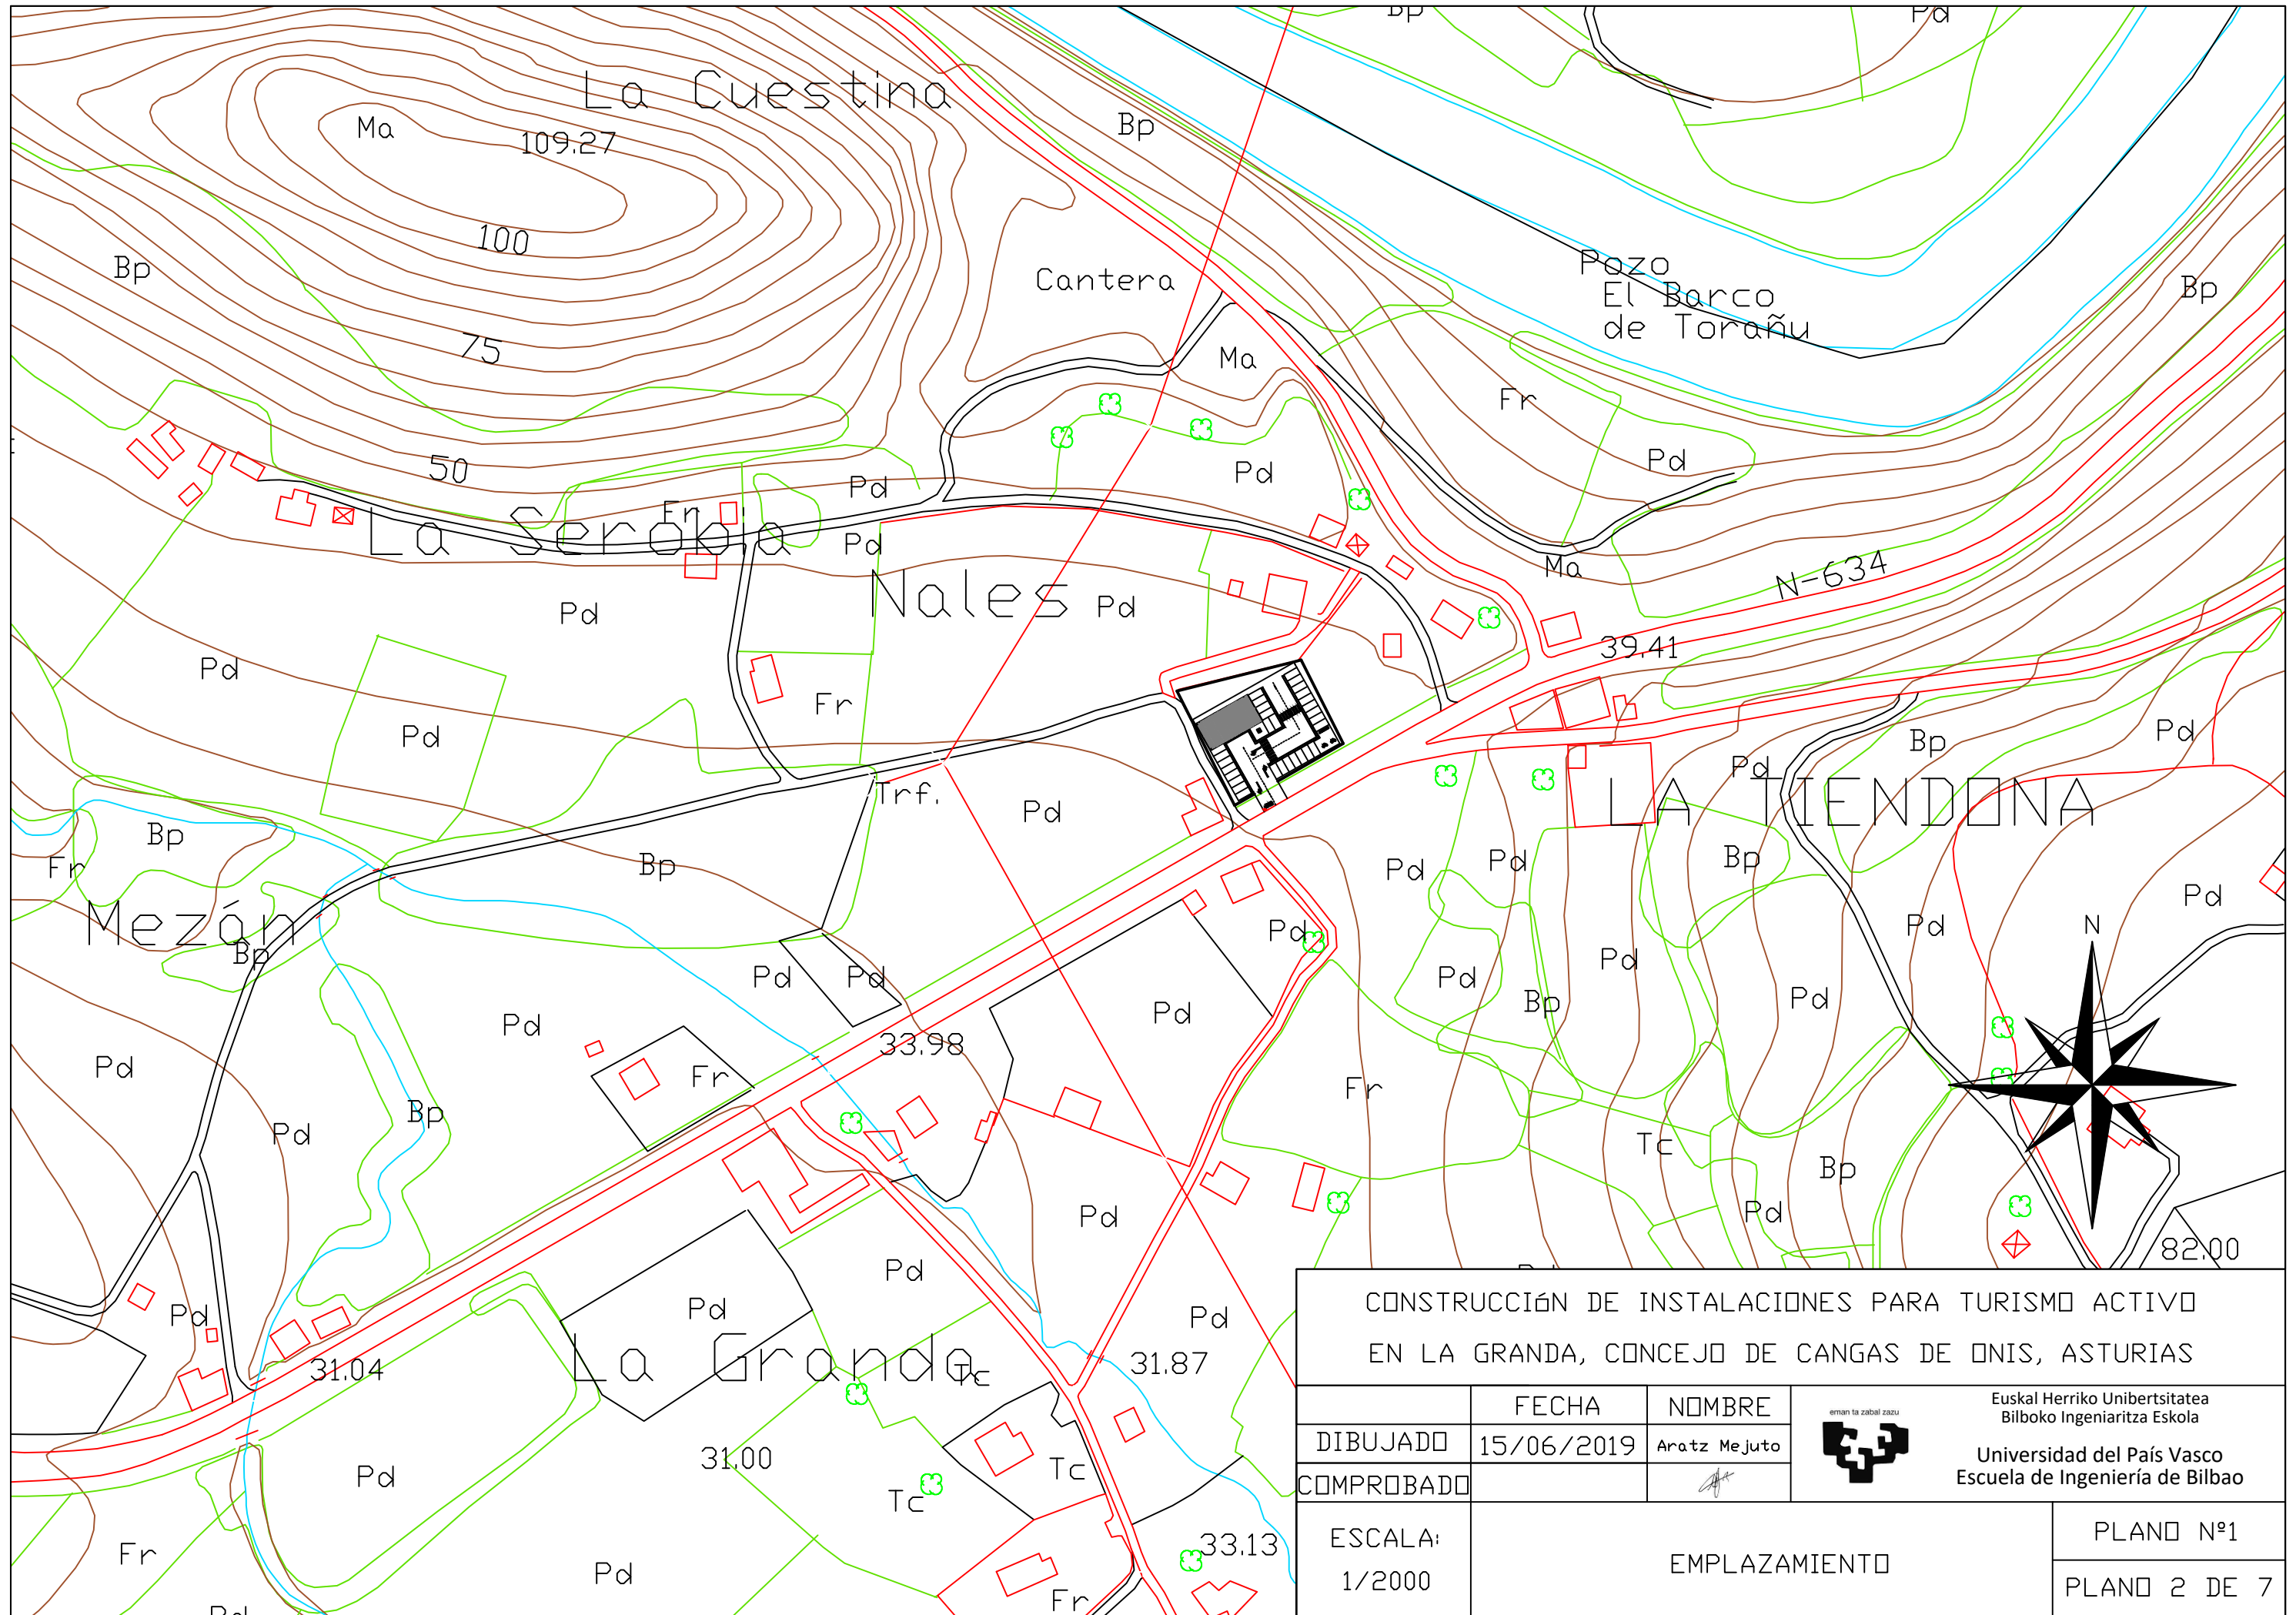 Bp
Pd
La Cuestina
Ma
109.27
Bp
100
Bp
Cantera
Pozo
El Barco
de Torañu
Bp
75
Ma
Fr
50
Pd
Pd
Pd
La Serobia
Fr
Pd
Nales
Pd
Ma
N-634
Pd
39.41
Pd
Fr
Pd
Pd
Bp
Pd
LA TIENDONA
Trf.
Pd
Bp
Fr
Bp
Pd
Pd
Bp
Pd
Mezán
Bp
Pd
Pd
N
Pd
Pd
Pd
Pd
Bp
Pd
Pd
Pd
33.98
Pd
Fr
Fr
Bp
Pd
Tc
Bp
Pd
Pd
82.00
Pd
Pd
Pd
Pd
La Granda
Tc
31.04
31.87
31.00
Pd
Tc
Tc
33.13
Fr
Pd
Fr
Pd
CONSTRUCCIóN DE INSTALACIONES PARA TURISMO ACTIVO
EN LA GRANDA, CONCEJO DE CANGAS DE ONIS, ASTURIAS
FECHA
NOMBRE
DIBUJADO
15/06/2019
Aratz Mejuto
COMPROBADO
eman ta zabal zazu
Euskal Herriko Unibertsitatea
Bilboko Ingeniaritza Eskola
Universidad del País Vasco
Escuela de Ingeniería de Bilbao
ESCALA:
1/2000
EMPLAZAMIENTO
PLANO Nº1
PLANO 2 DE 7